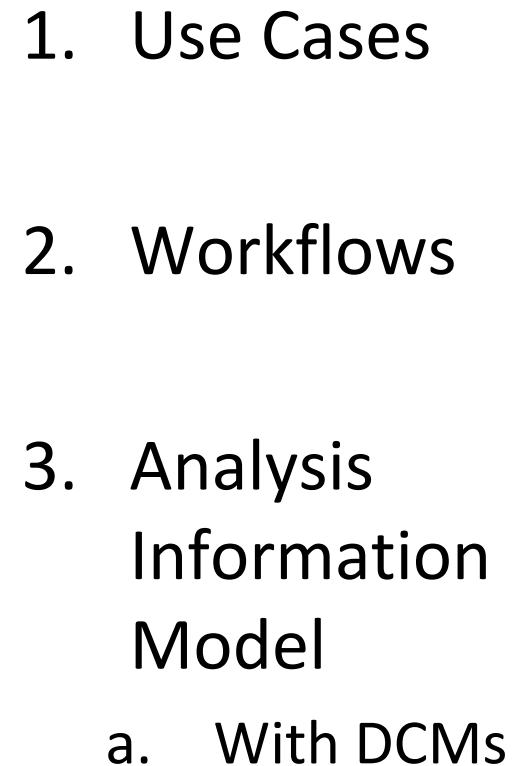 1. Use Cases
2. Workflows
3. Analysis
Information
Model
a. With DCMs